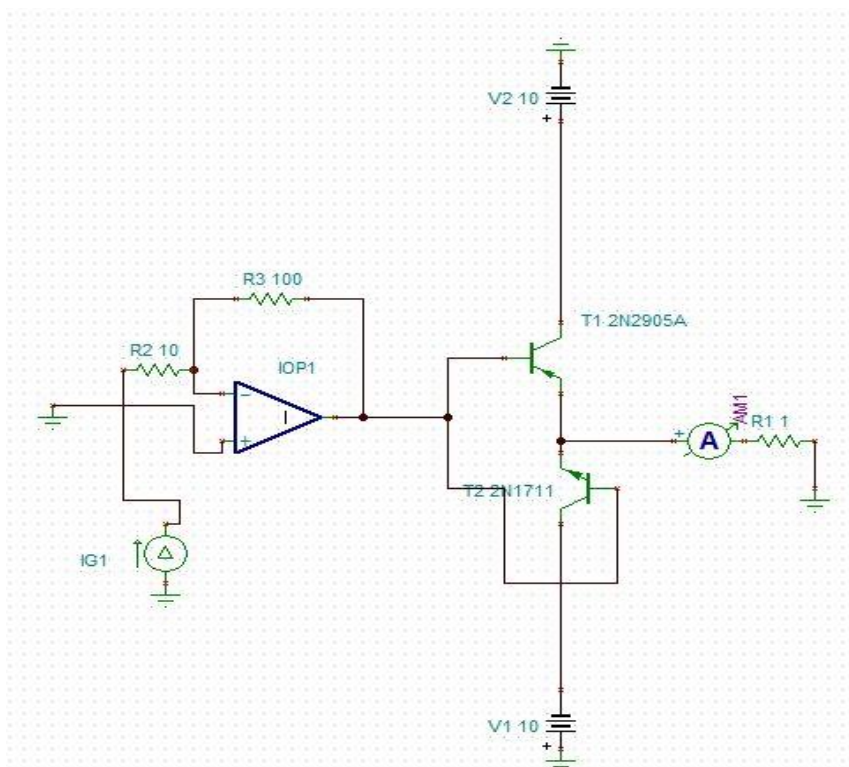 V2 10
+
R3 100
T1 2N2905A
R2 10
IOP1
-
I
+
AM1
+
A
R1 1
T2 2N1711
IG1
V1 10
+